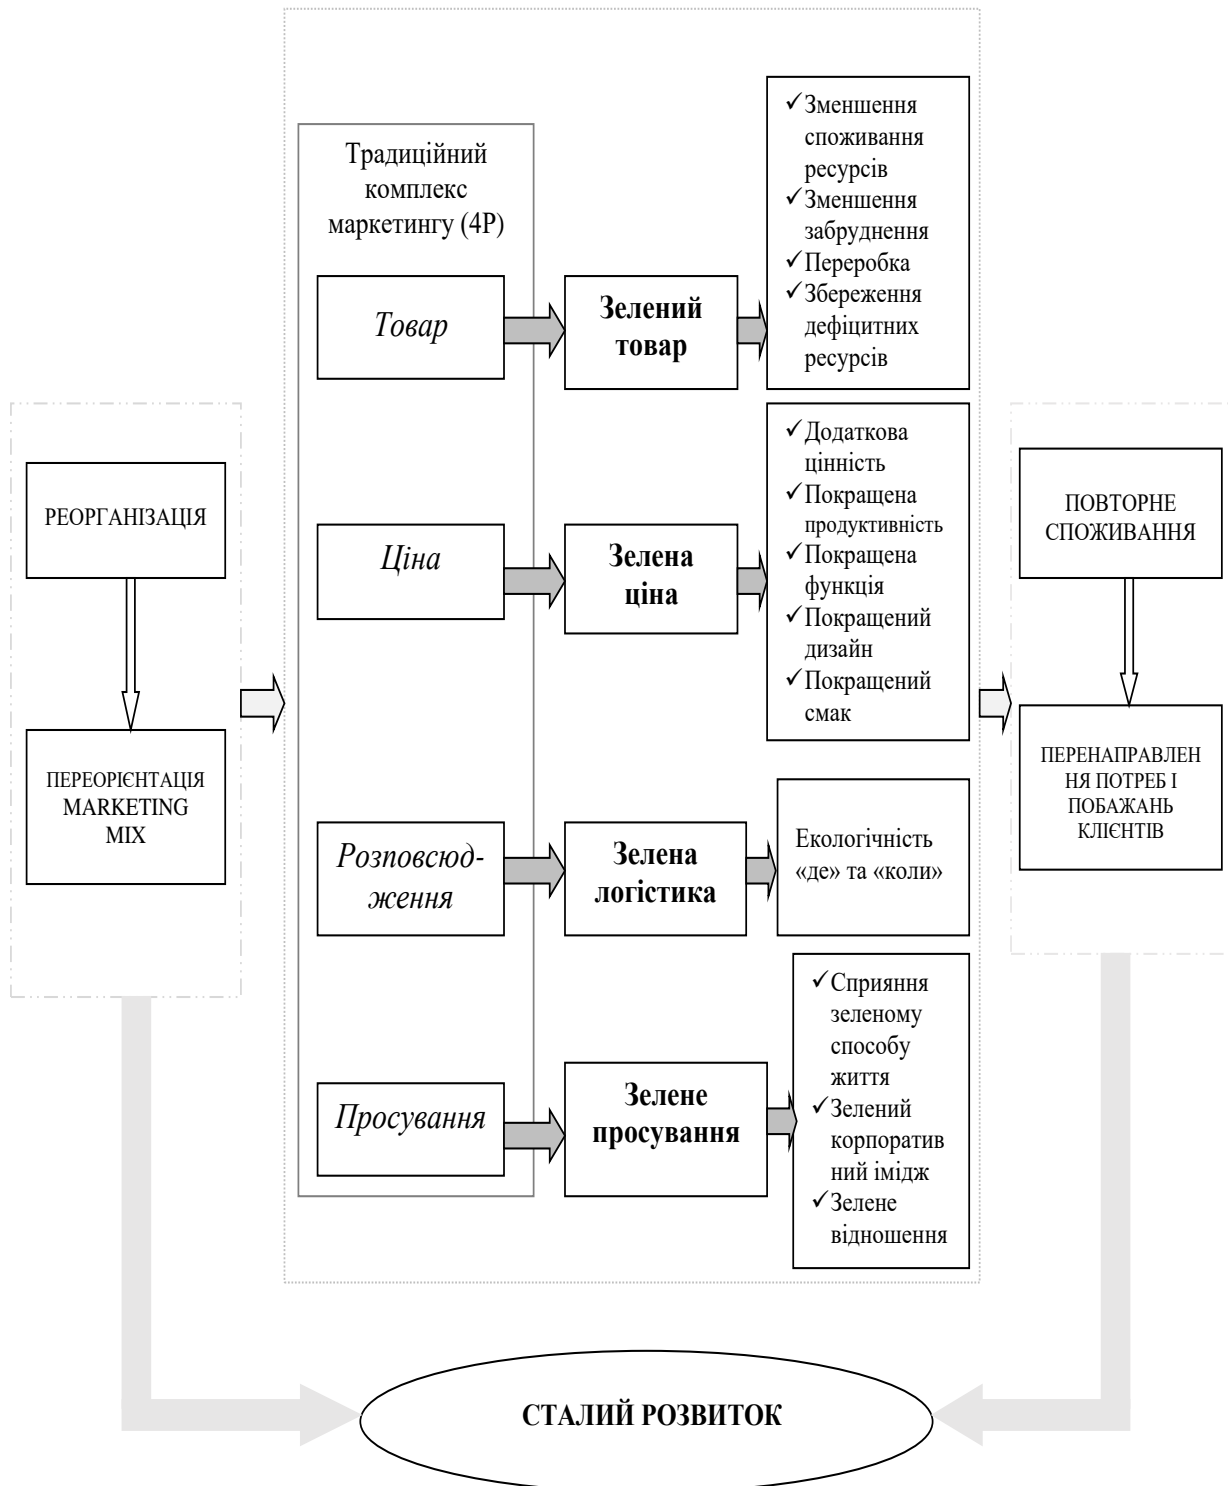 Традиційний
комплекс
маркетингу (4Р)
Товар
Зелений
товар
✓Зменшення
споживання
ресурсів
✓Зменшення
забруднення
✓Переробка
✓Збереження
дефіцитних
ресурсів
РЕОРГАНІЗАЦІЯ
ПЕРЕОРІЄНТАЦІЯ
MARKETING
MIX
Ціна
Зелена
ціна
✓Додаткова
цінність
✓Покращена
продуктивність
✓Покращена
функція
✓Покращений
дизайн
✓Покращений
смак
Розповсюд-
ження
Зелена
логістика
Екологічність
«де» та «коли»
Просування
Зелене
просування
✓Сприяння
зеленому
способу
життя
✓Зелений
корпоратив
ний імідж
✓Зелене
відношення
ПОВТОРНЕ
СПОЖИВАННЯ
ПЕРЕНАПРАВЛЕН
НЯ ПОТРЕБ І
ПОБАЖАНЬ
КЛІЄНТІВ
СТАЛИЙ РОЗВИТОК